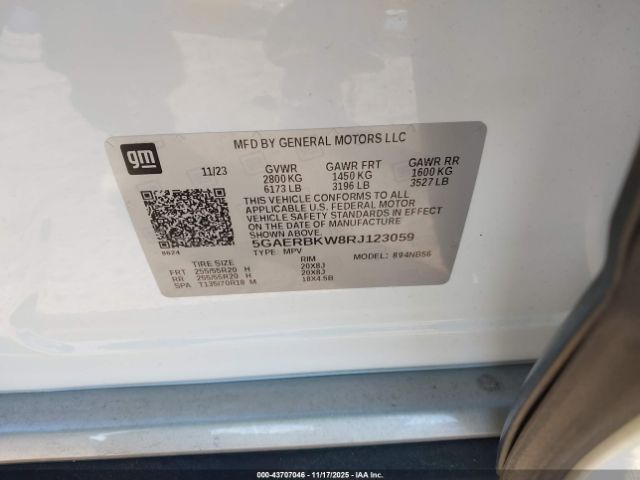 gm
MFD BY GENERAL MOTORS LLC
11/23 GVWR GAWR FRT GAWR RR
2800 KG 1450 KG 1600 KG
6173 LB 3196 LB 3527 LB
THIS VEHICLE CONFORMS TO ALL
APPLICABLE U.S. FEDERAL MOTOR
VEHICLE SAFETY STANDARDS IN EFFECT
ON THE DATE OF MANUFACTURE
SHOWN ABOVE.
5GAERBKW8RJ123059
8624 TYPE: MPV MODEL: 894NB56
TIRE SIZE RIM
FRT 255/55R20 H 20X8J
RR 255/55R20 H 20X8J
SPA T135/70R18 M 18X4.5B
000-43707046 - 11/17/2025 - IAA Inc.